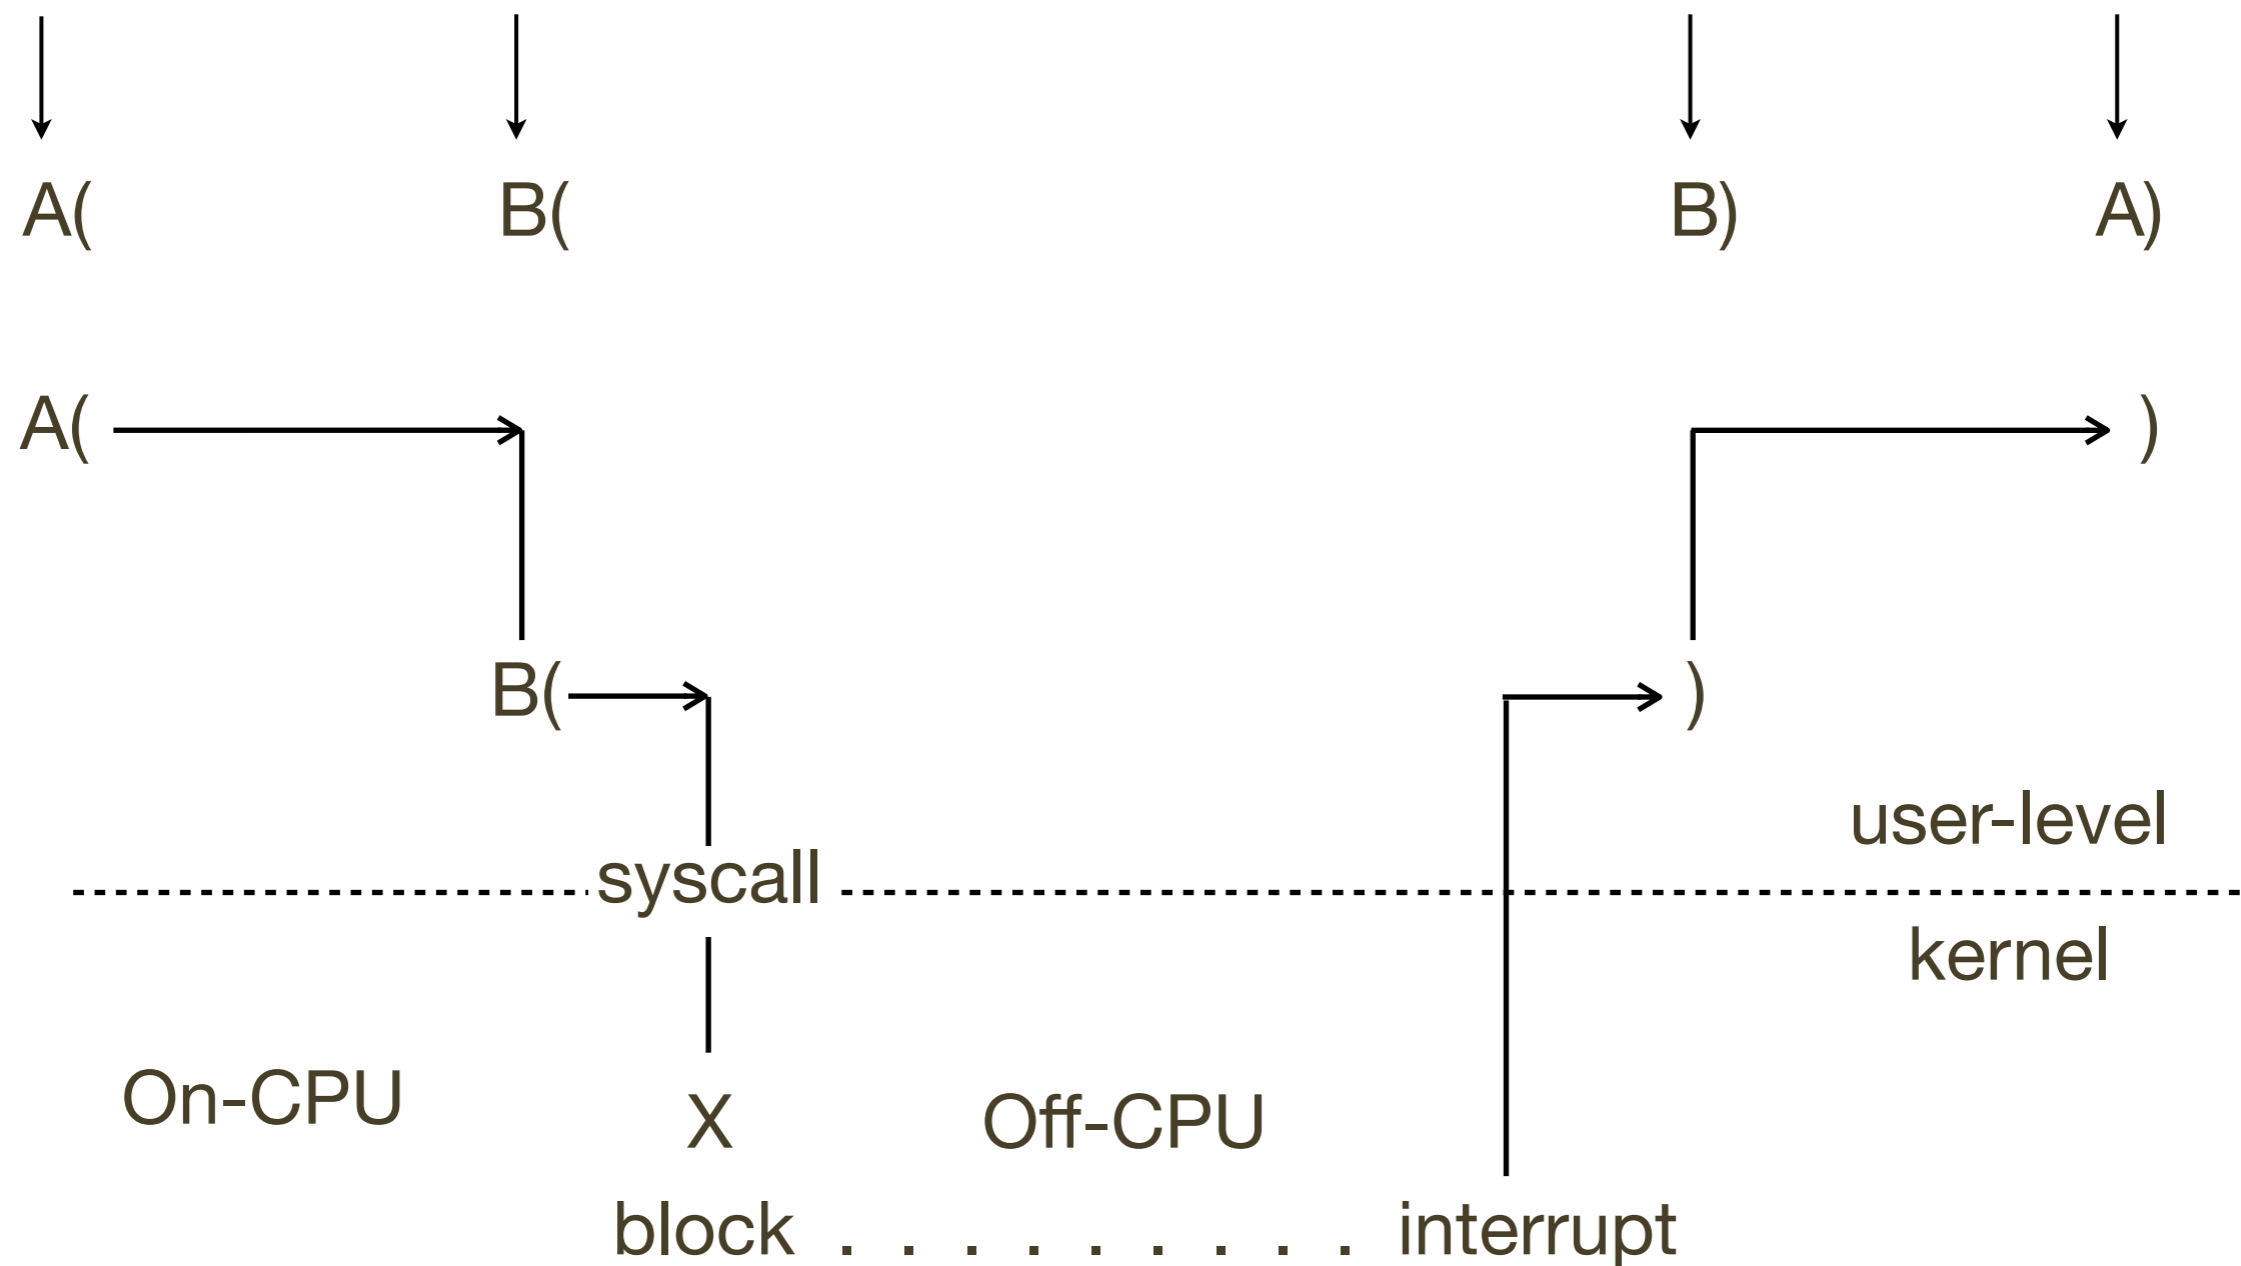 A( B( B) A)
A( )
B( )
user-level
syscall
kernel
On-CPU
X Off-CPU
block . . . . . . . . . interrupt